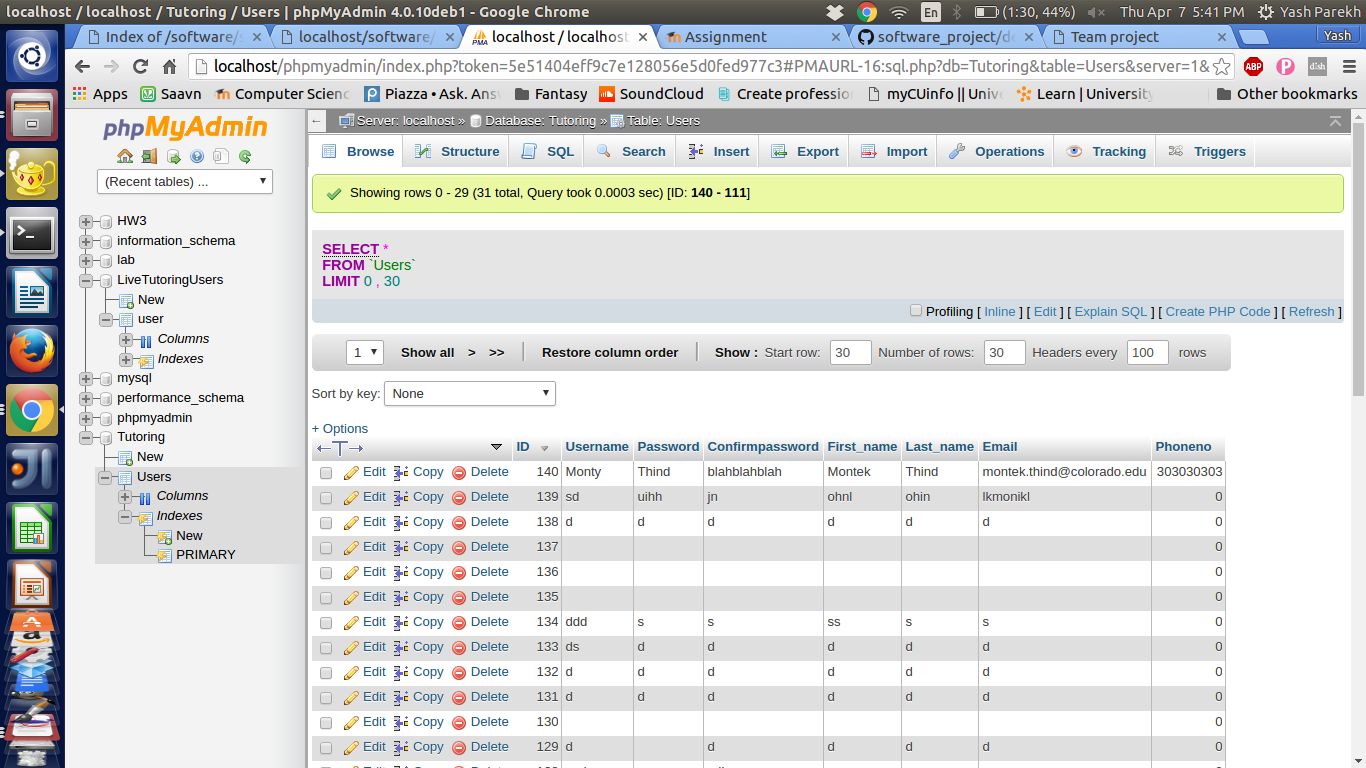 localhost / localhost / Tutoring / Users | phpMyAdmin 4.0.10deb1 - Google Chrome En (1:30, 44%) Thu Apr 7 5:41 PM Yash Parekh
Index of /software/s localhost/software/ localhost / localhost Assignment software_project/de Team project Yash
localhost/phpmyadmin/index.php?token=5e51404eff9c7e128056e5d0fed977c3#PMAURL-16:sql.php?db=Tutoring&table=Users&server=1& ABP dish
Apps Saavn Computer Scienc Piazza • Ask. Ans Fantasy SoundCloud Create professio myCUinfo || Univ Learn | University Other bookmarks
phpMyAdmin
(Recent tables) ...
HW3
information_schema
lab
LiveTutoringUsers
New
user
Columns
Indexes
mysql
performance_schema
phpmyadmin
Tutoring
New
Users
Columns
Indexes
New
PRIMARY
Server: localhost » Database: Tutoring » Table: Users
Browse Structure SQL Search Insert Export Import Operations Tracking Triggers
Showing rows 0 - 29 (31 total, Query took 0.0003 sec) [ID: 140 - 111]
SELECT *
FROM `Users`
LIMIT 0 , 30
Profiling [ Inline ] [ Edit ] [ Explain SQL ] [ Create PHP Code ] [ Refresh ]
1 Show all > >> Restore column order Show : Start row: 30 Number of rows: 30 Headers every 100 rows
Sort by key: None
+ Options
ID Username Password Confirmpassword First_name Last_name Email Phoneno
Edit Copy Delete 140 Monty Thind blahblahblah Montek Thind montek.thind@colorado.edu 303030303
Edit Copy Delete 139 sd uihh jn ohnl ohin lkmonikl 0
Edit Copy Delete 138 d d d d d d 0
Edit Copy Delete 137 0
Edit Copy Delete 136 0
Edit Copy Delete 135 0
Edit Copy Delete 134 ddd s s ss s s 0
Edit Copy Delete 133 ds d d d d d 0
Edit Copy Delete 132 d d d d d d 0
Edit Copy Delete 131 d d d d d d 0
Edit Copy Delete 130 0
Edit Copy Delete 129 d d d d d 0